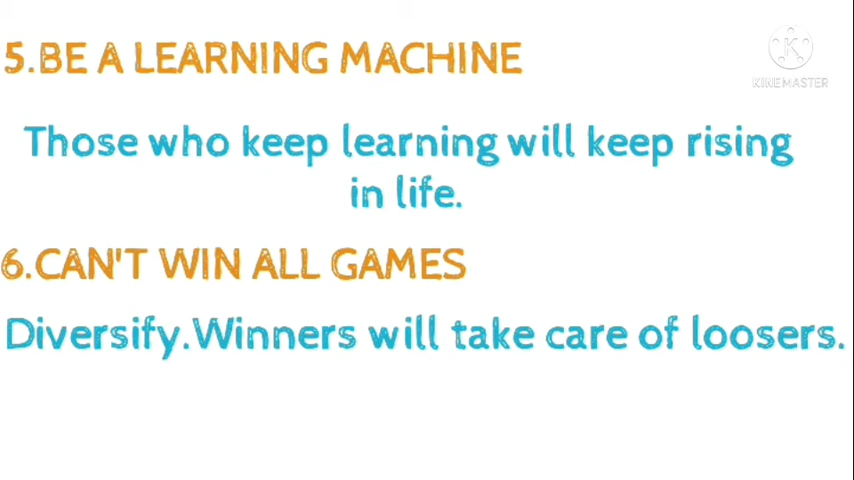 5.BE A LEARNING MACHINE
KINEMASTER
Those who keep learning will keep rising
in life.
6.CAN'T WIN ALL GAMES
Diversify.Winners will take care of loosers.